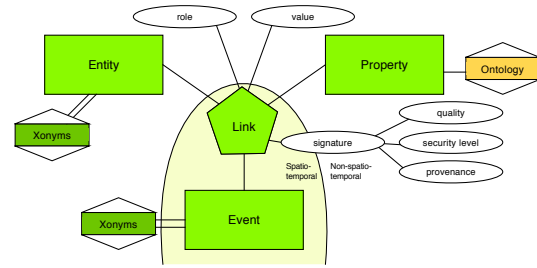 role
value
Entity
Property
Ontology
Xonyms
Link
quality
signature
security level
Spatio-
temporal
Non-spatio-
temporal
provenance
Xonyms
Event